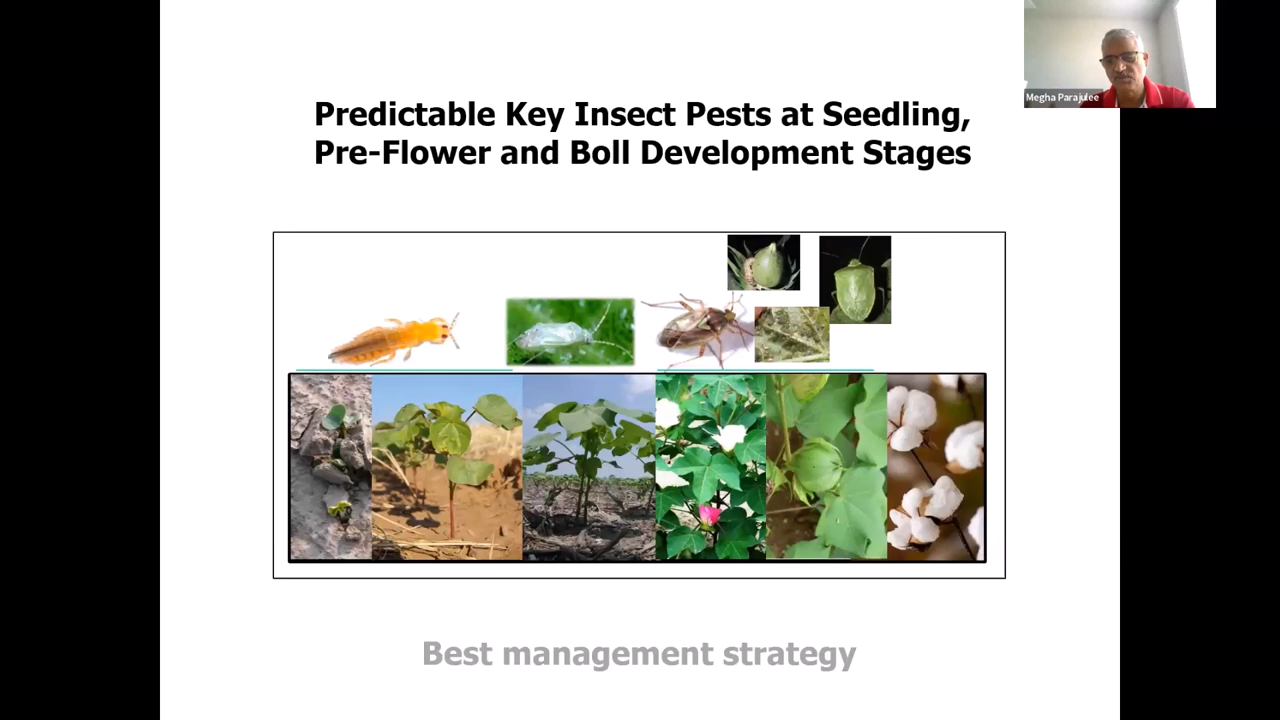 Megha Parajulee
Predictable Key Insect Pests at Seedling,
Pre-Flower and Boll Development Stages
Best management strategy